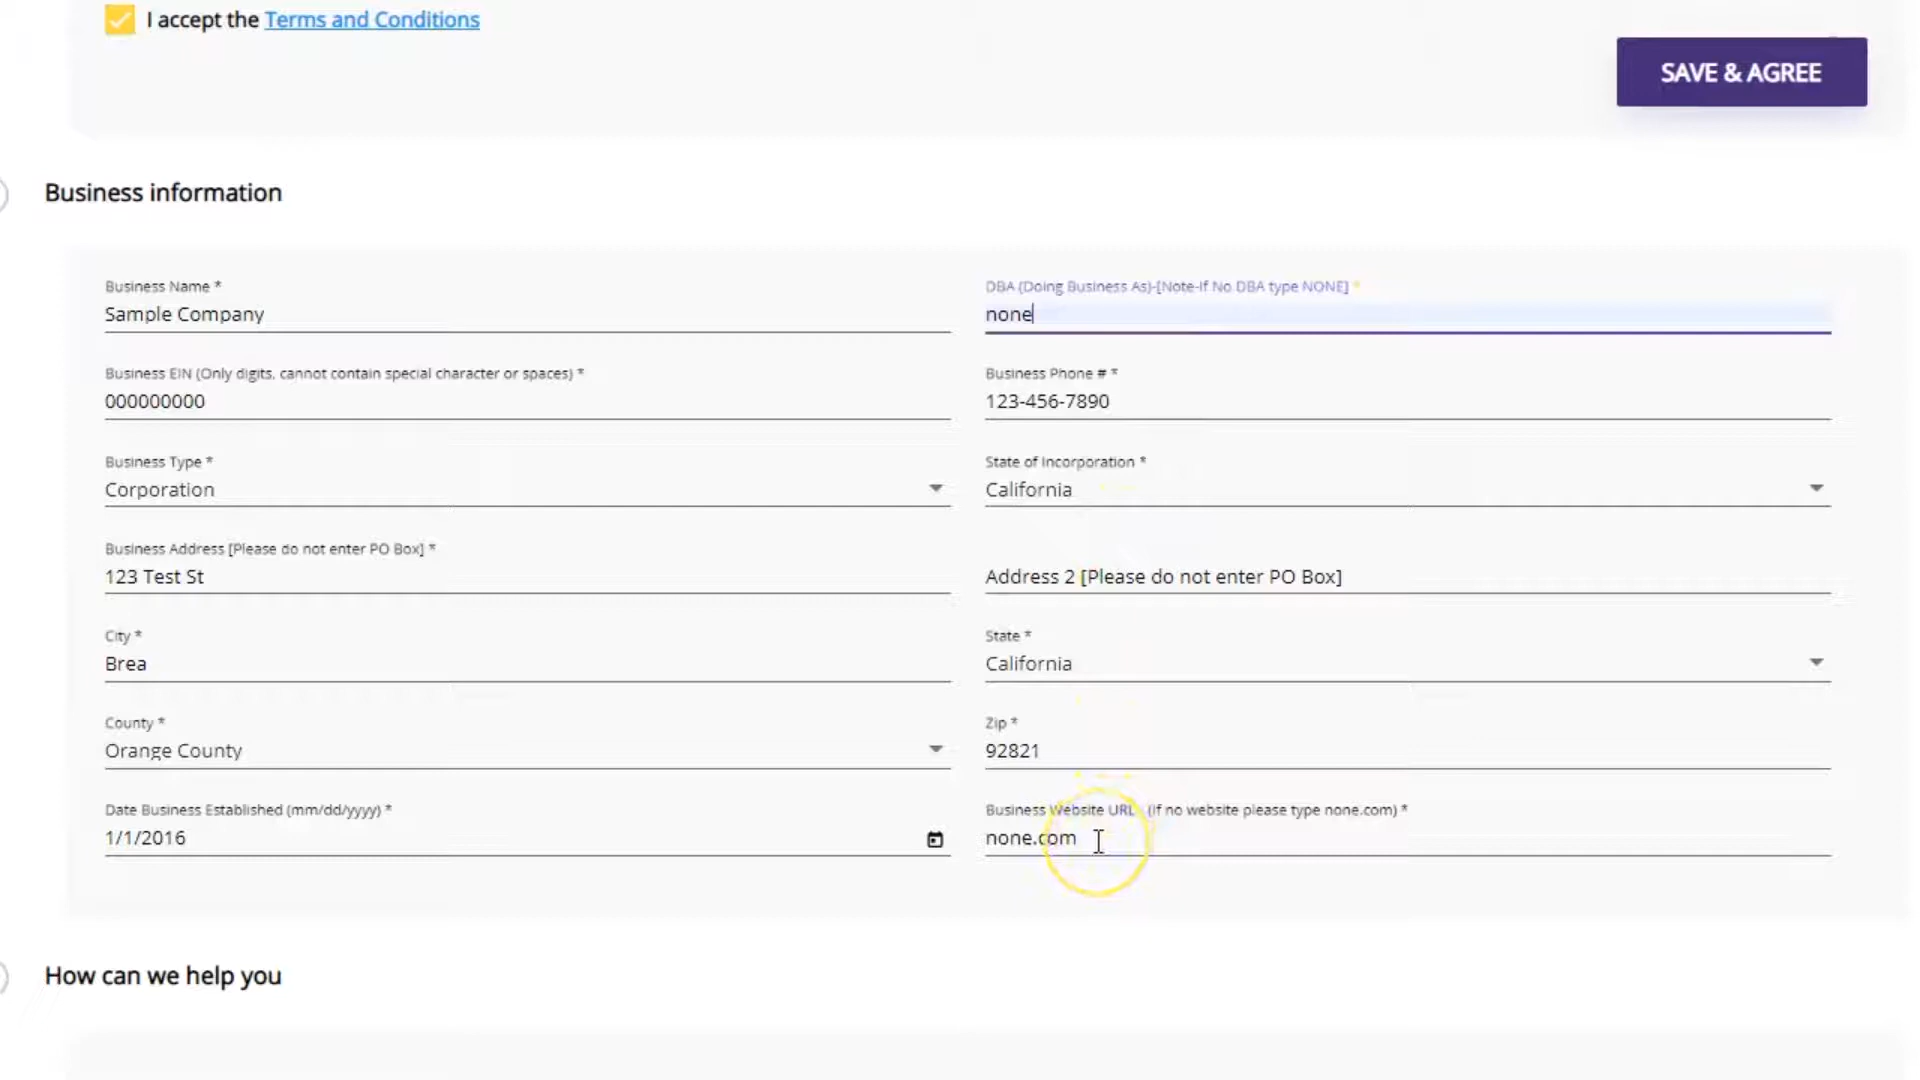 I accept the Terms and Conditions
SAVE & AGREE
Business information
Business Name *
Sample Company
DBA (Doing Business As)-[Note-If No DBA type NONE] *
none
Business EIN (Only digits, cannot contain special character or spaces) *
000000000
Business Phone # *
123-456-7890
Business Type *
Corporation
State of Incorporation *
California
Business Address [Please do not enter PO Box] *
123 Test St
Address 2 [Please do not enter PO Box]
City *
Brea
State *
California
County *
Orange County
Zip *
92821
Date Business Established (mm/dd/yyyy) *
1/1/2016
Business Website URL (If no website please type none.com) *
none.com
How can we help you